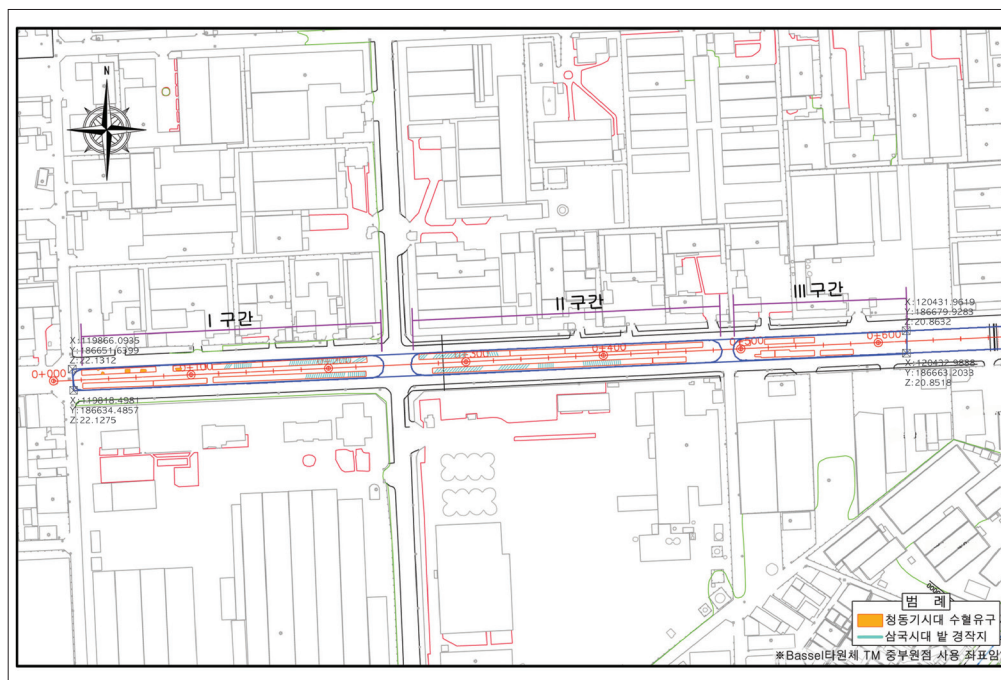 N
I 구간
II 구간
III 구간
X:119866.0935
Y:186651.6399
Z:22.1312
X:120431.9619
Y:186679.9283
Z:20.8632
0+000
0+100
0+200
0+300
0+400
0+500
0+600
X:119818.4981
Y:186634.4857
Z:22.1275
X:120432.9888
Y:186663.2033
Z:20.8518
범 례
청동기시대 수혈유구
삼국시대 밭 경작지
※Bassel타원체 TM 중부원점 사용 좌표임